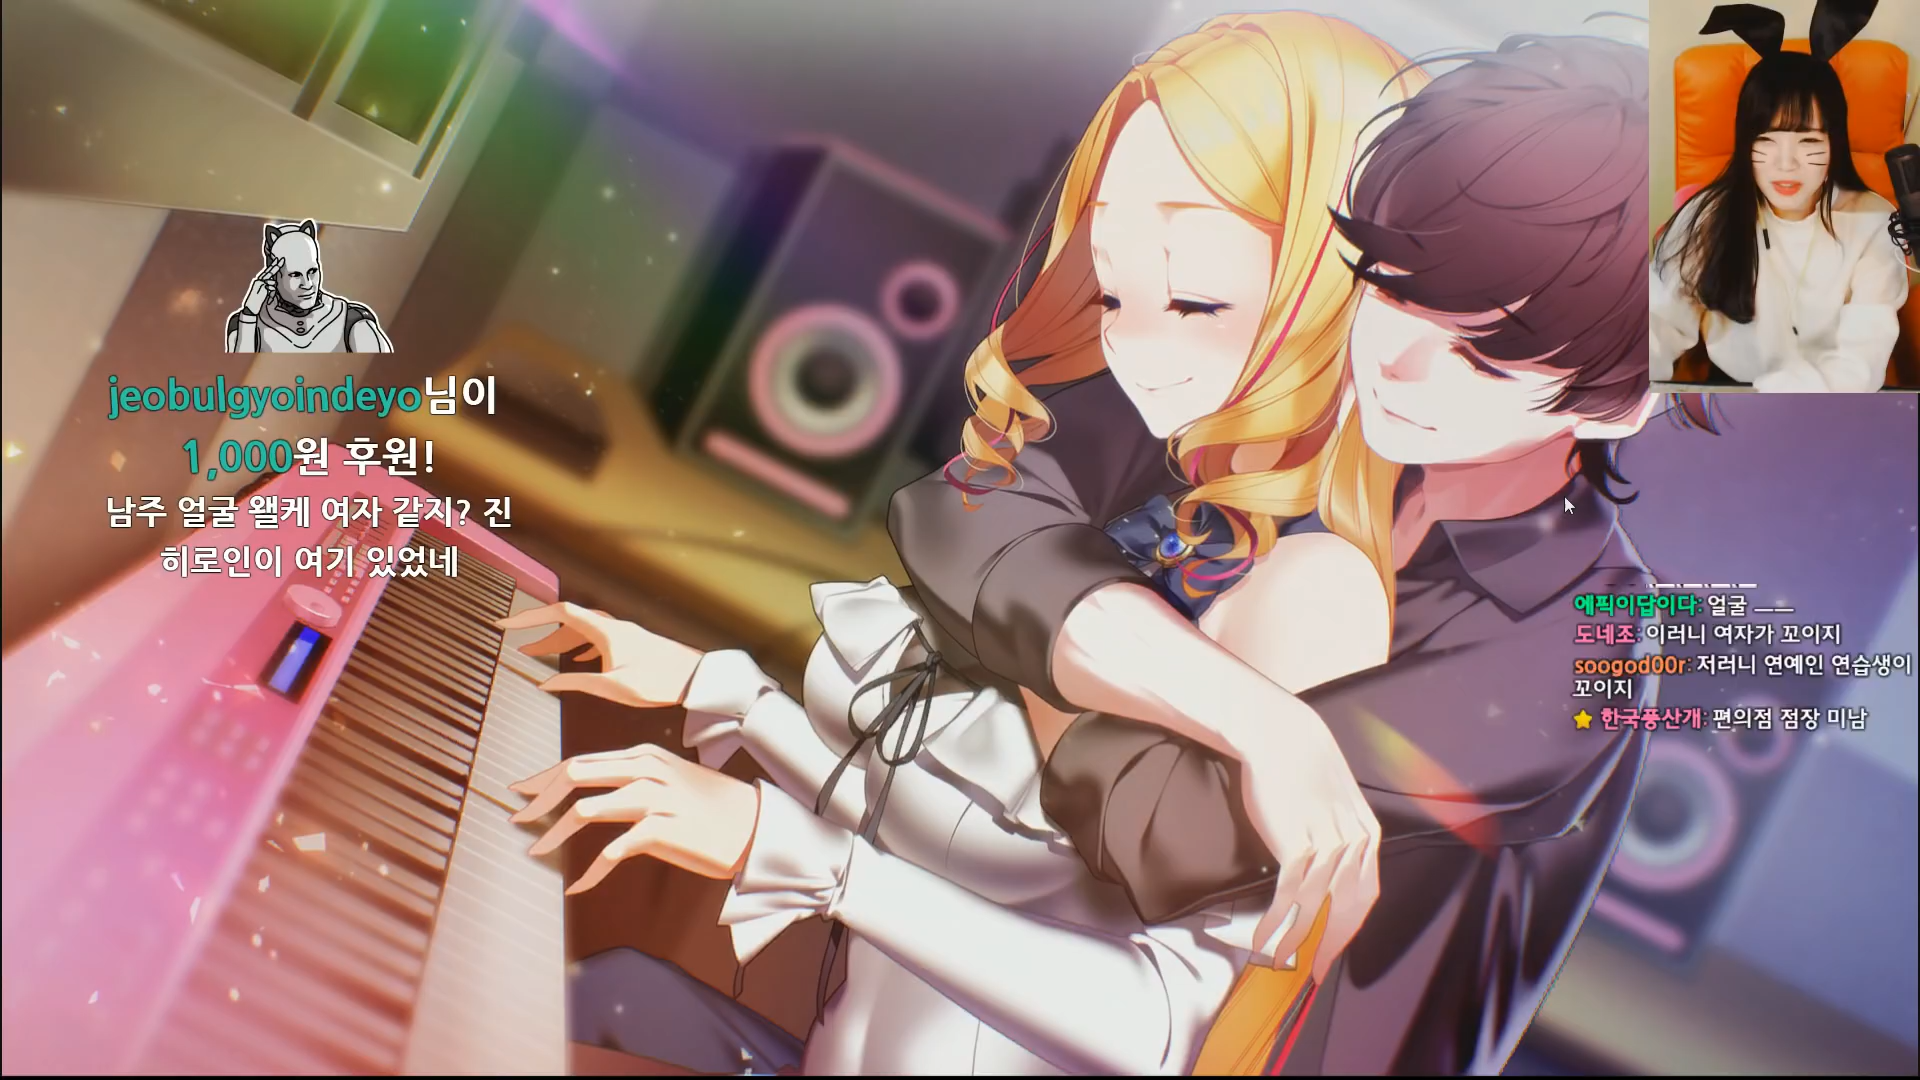 jeobulgyoindeyo님이
1,000원 후원!
남주 얼굴 왤케 여자 같지? 진
히로인이 여기 있었네
에픽이답이다: 얼굴 ㅡㅡ
도네조: 이러니 여자가 꼬이지
soogod00r: 저러니 연예인 연습생이
꼬이지
한국풍산개: 편의점 점장 미남